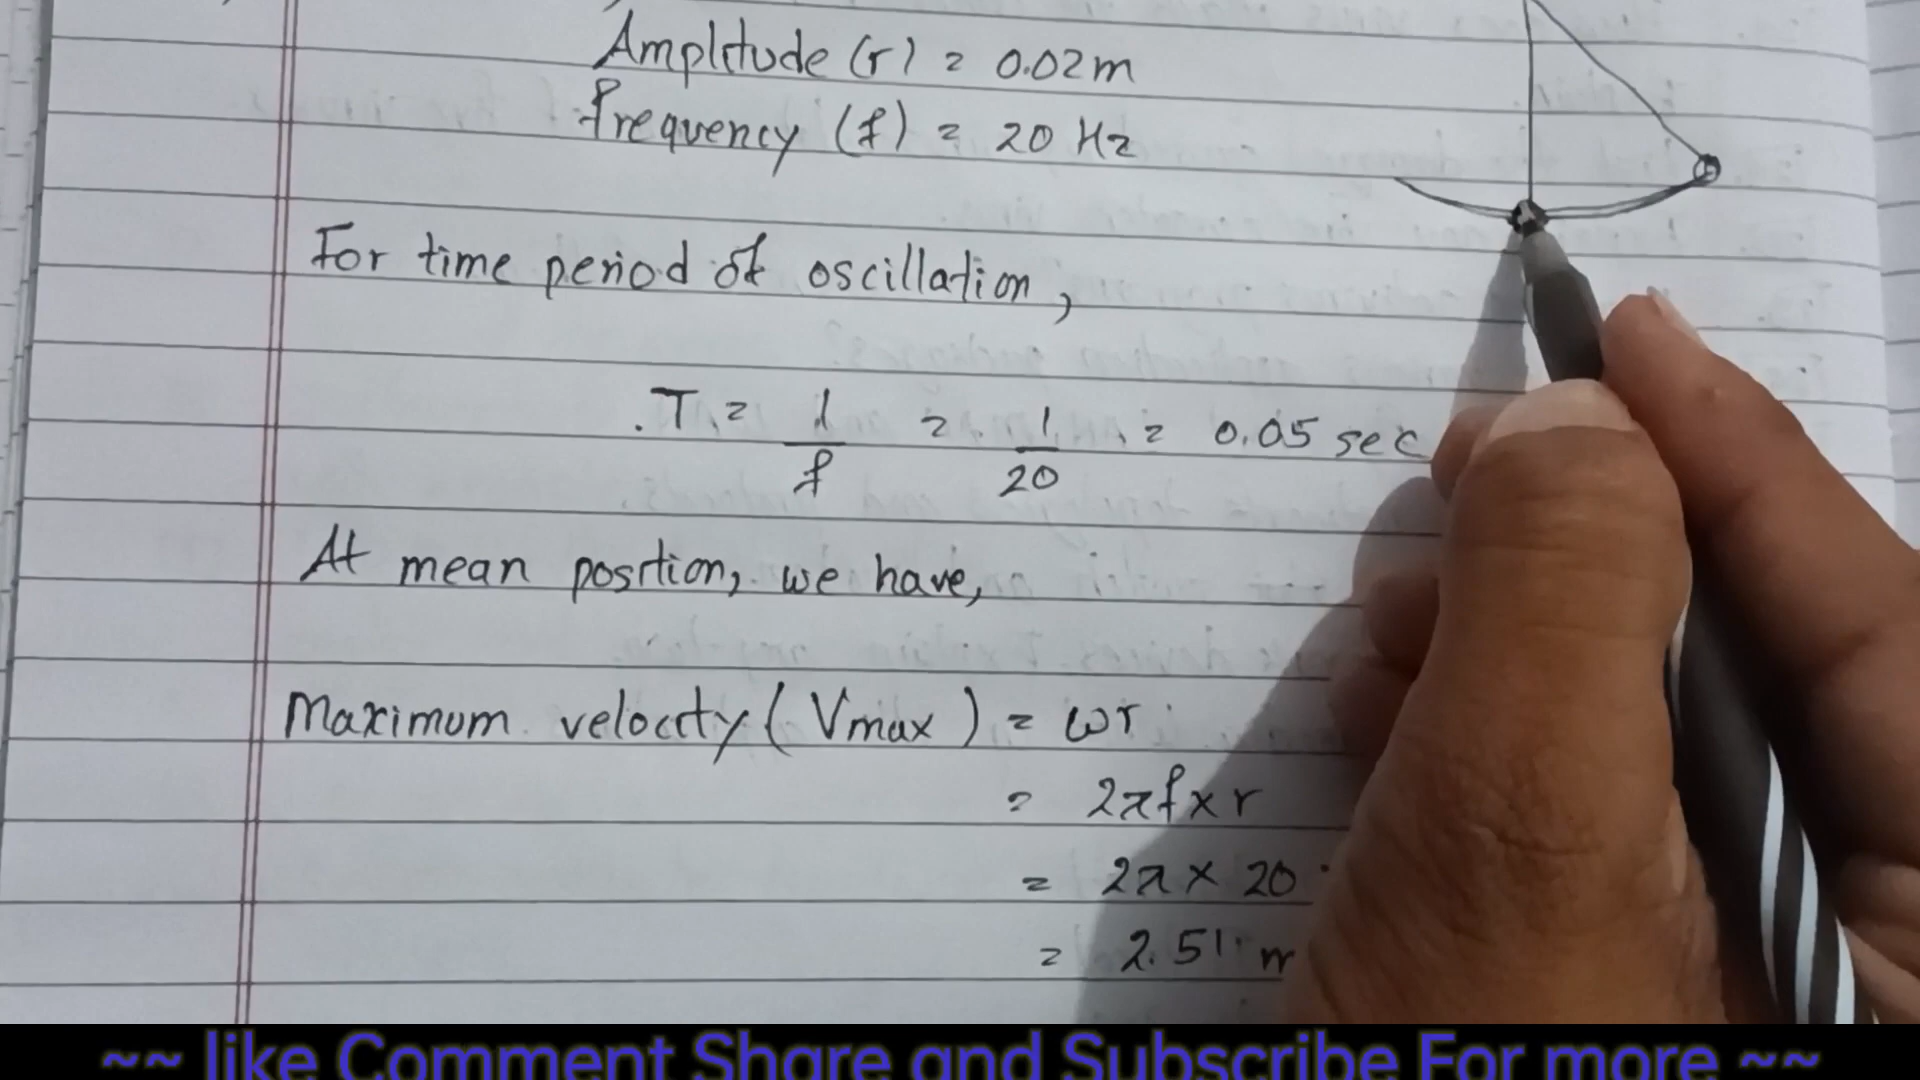 Amplitude (r) = 0.02m
frequency (f) = 20 Hz
For time period of oscillation,
T = 1/f = 1/20 = 0.05 sec
At mean position, we have,
Maximum velocity (Vmax) = ωr
= 2πf x r
= 2π x 20
= 2.51 m
~~ like Comment Share and Subscribe For more ~~